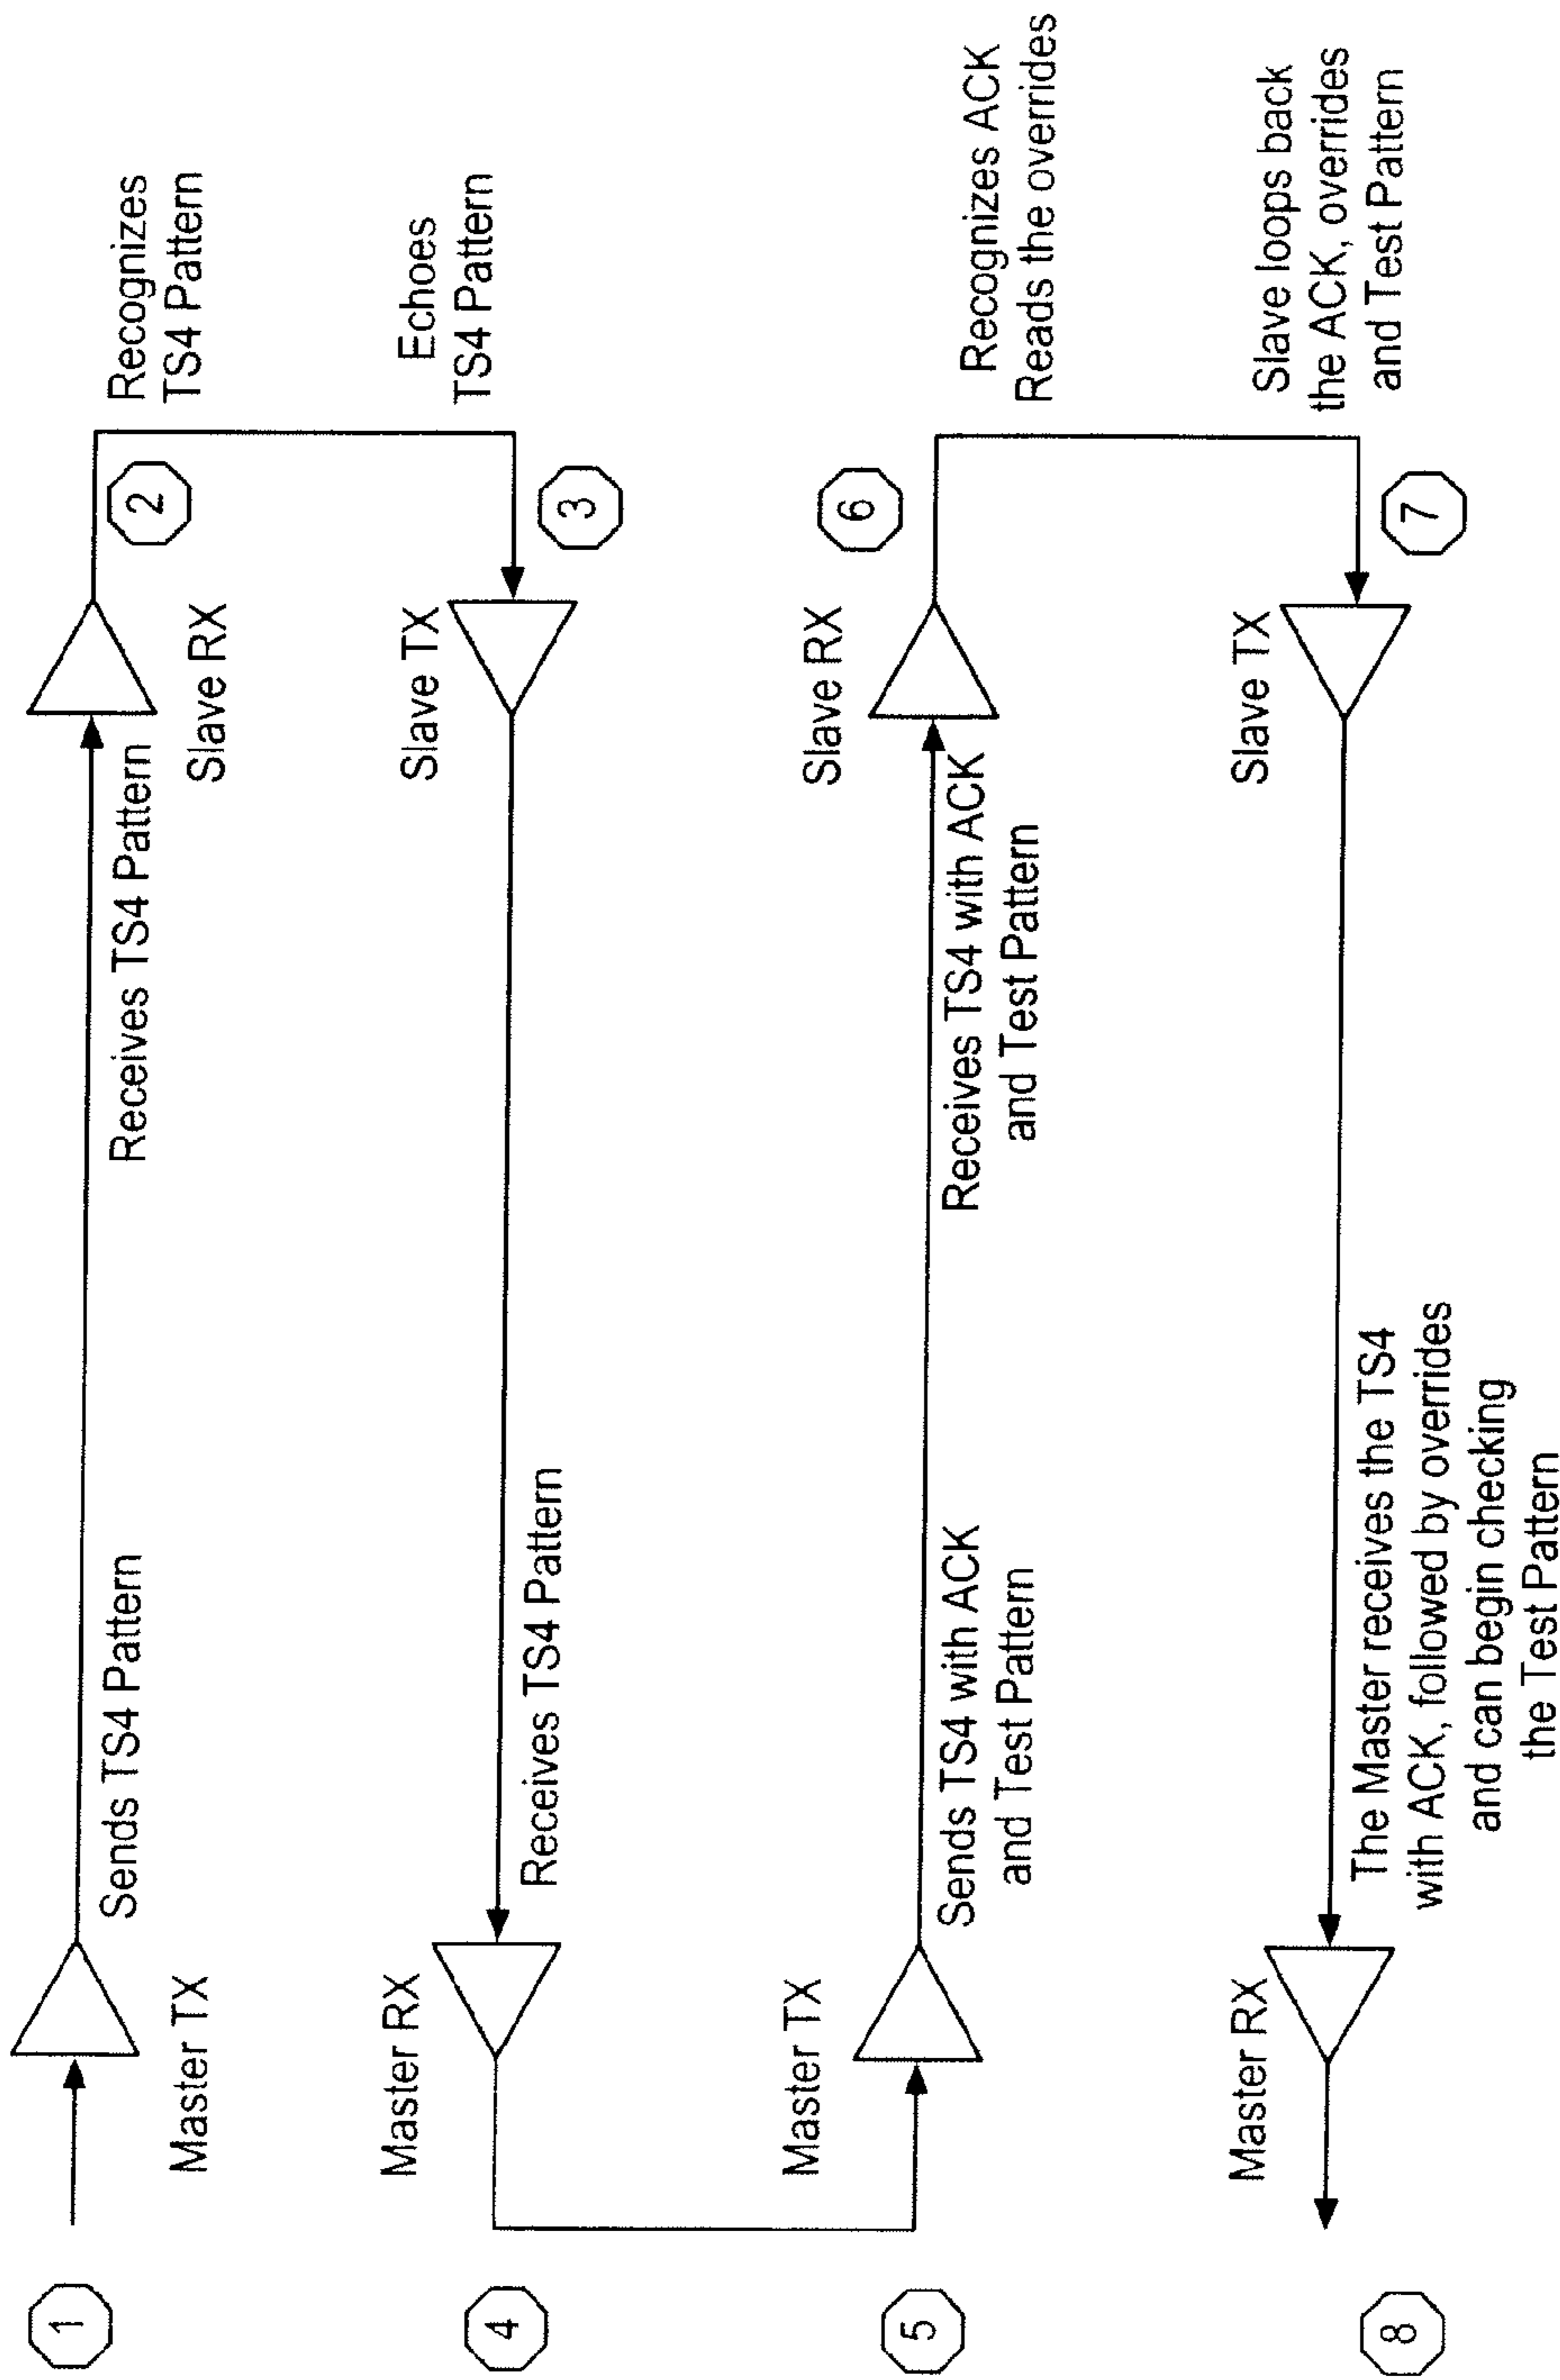 1
Master TX
Sends TS4 Pattern
Receives TS4 Pattern
Slave RX
2
Recognizes
TS4 Pattern
4
Master RX
Receives TS4 Pattern
Slave TX
3
Echoes
TS4 Pattern
5
Master TX
Sends TS4 with ACK
and Test Pattern
Receives TS4 with ACK
and Test Pattern
Slave RX
6
Recognizes ACK
Reads the overrides
8
Master RX
The Master receives the TS4
with ACK, followed by overrides
and can begin checking
the Test Pattern
Slave TX
7
Slave loops back
the ACK, overrides
and Test Pattern